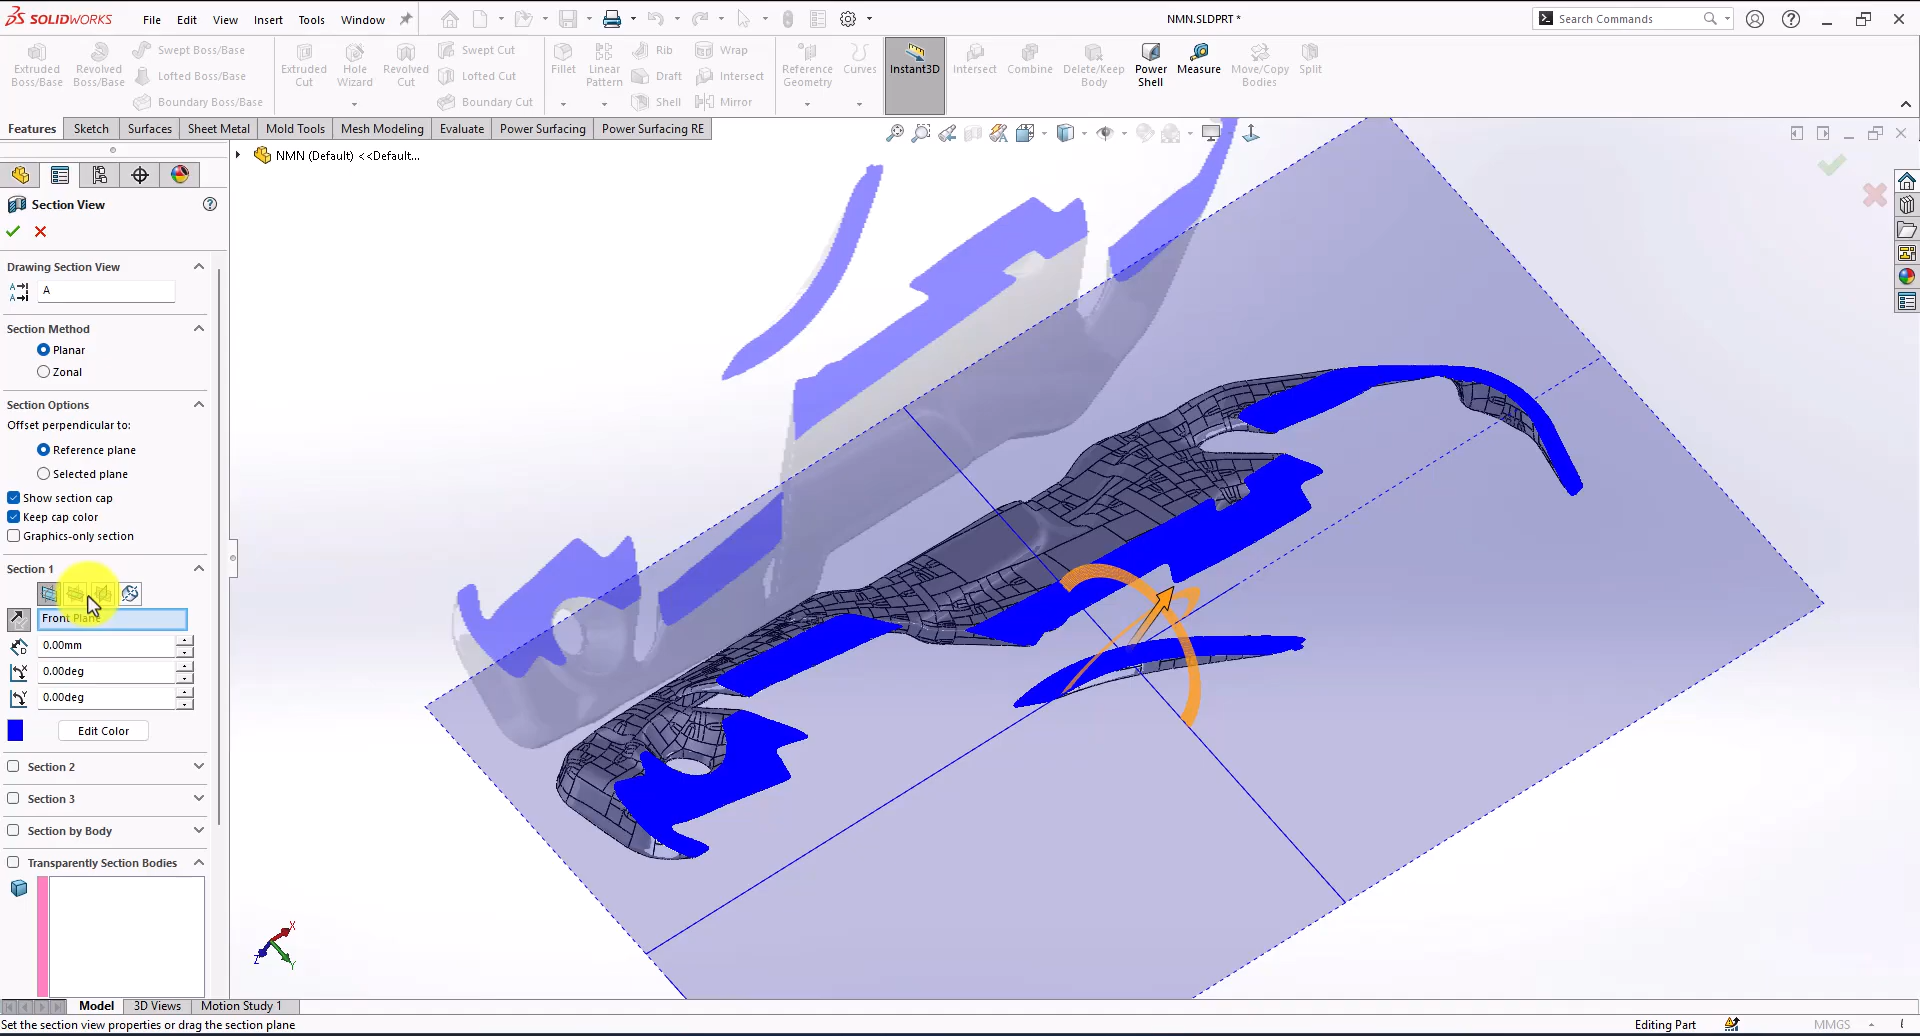 SOLIDWORKS
File Edit View Insert Tools Window
NMN.SLDPRT *
Search Commands
Extruded Boss/Base
Revolved Boss/Base
Swept Boss/Base
Lofted Boss/Base
Boundary Boss/Base
Extruded Cut
Hole Wizard
Revolved Cut
Swept Cut
Lofted Cut
Boundary Cut
Fillet
Linear Pattern
Rib
Draft
Shell
Wrap
Intersect
Mirror
Reference Geometry
Curves
Instant3D
Intersect
Combine
Delete/Keep Body
Power Shell
Measure
Move/Copy Bodies
Split
Features Sketch Surfaces Sheet Metal Mold Tools Mesh Modeling Evaluate Power Surfacing Power Surfacing RE
NMN (Default) <<Default...
Section View
Drawing Section View
A
Section Method
Planar
Zonal
Section Options
Offset perpendicular to:
Reference plane
Selected plane
Show section cap
Keep cap color
Graphics-only section
Section 1
Front Plane
0.00mm
0.00deg
0.00deg
Edit Color
Section 2
Section 3
Section by Body
Transparently Section Bodies
X
Z
Y
Model 3D Views Motion Study 1
Set the section view properties or drag the section plane
Editing Part
MMGS